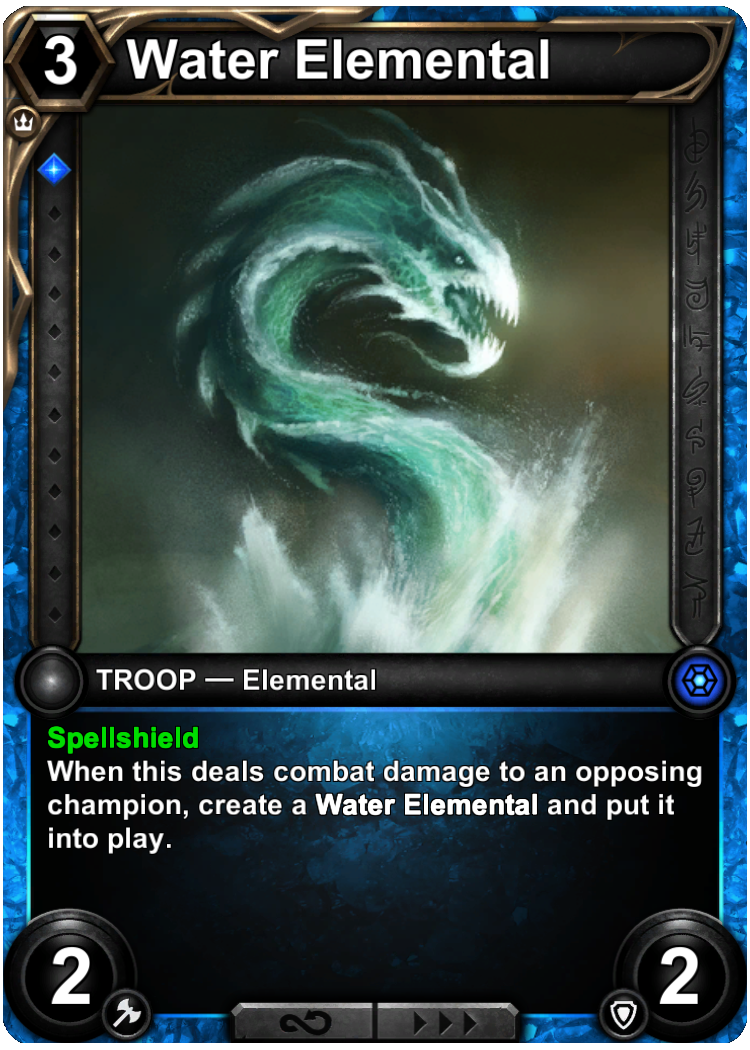 3
Water Elemental
TROOP — Elemental
Spellshield
When this deals combat damage to an opposing
champion, create a Water Elemental and put it
into play.
2
2